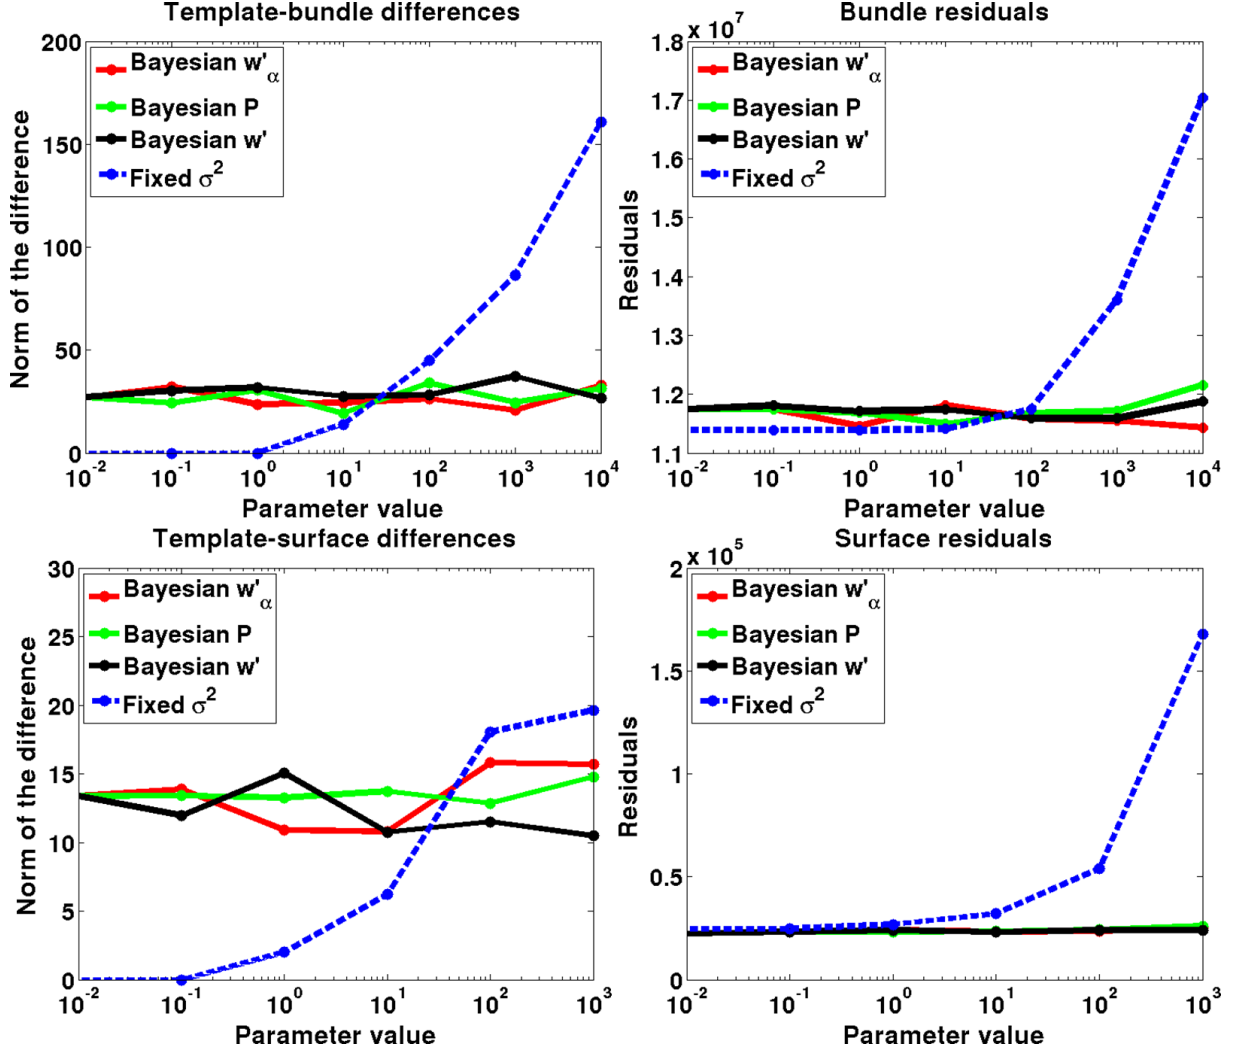 Template-bundle differences
Norm of the difference
200
150
100
50
0
Bayesian w'α
Bayesian P
Bayesian w'
Fixed σ²
10⁻² 10⁻¹ 10⁰ 10¹ 10² 10³ 10⁴
Parameter value
Bundle residuals
x 10⁷
Residuals
1.8
1.7
1.6
1.5
1.4
1.3
1.2
1.1
Bayesian w'α
Bayesian P
Bayesian w'
Fixed σ²
10⁻² 10⁻¹ 10⁰ 10¹ 10² 10³ 10⁴
Parameter value
Template-surface differences
Norm of the difference
30
25
20
15
10
5
0
Bayesian w'α
Bayesian P
Bayesian w'
Fixed σ²
10⁻² 10⁻¹ 10⁰ 10¹ 10² 10³
Parameter value
Surface residuals
x 10⁵
Residuals
2
1.5
1
0.5
0
Bayesian w'α
Bayesian P
Bayesian w'
Fixed σ²
10⁻² 10⁻¹ 10⁰ 10¹ 10² 10³
Parameter value